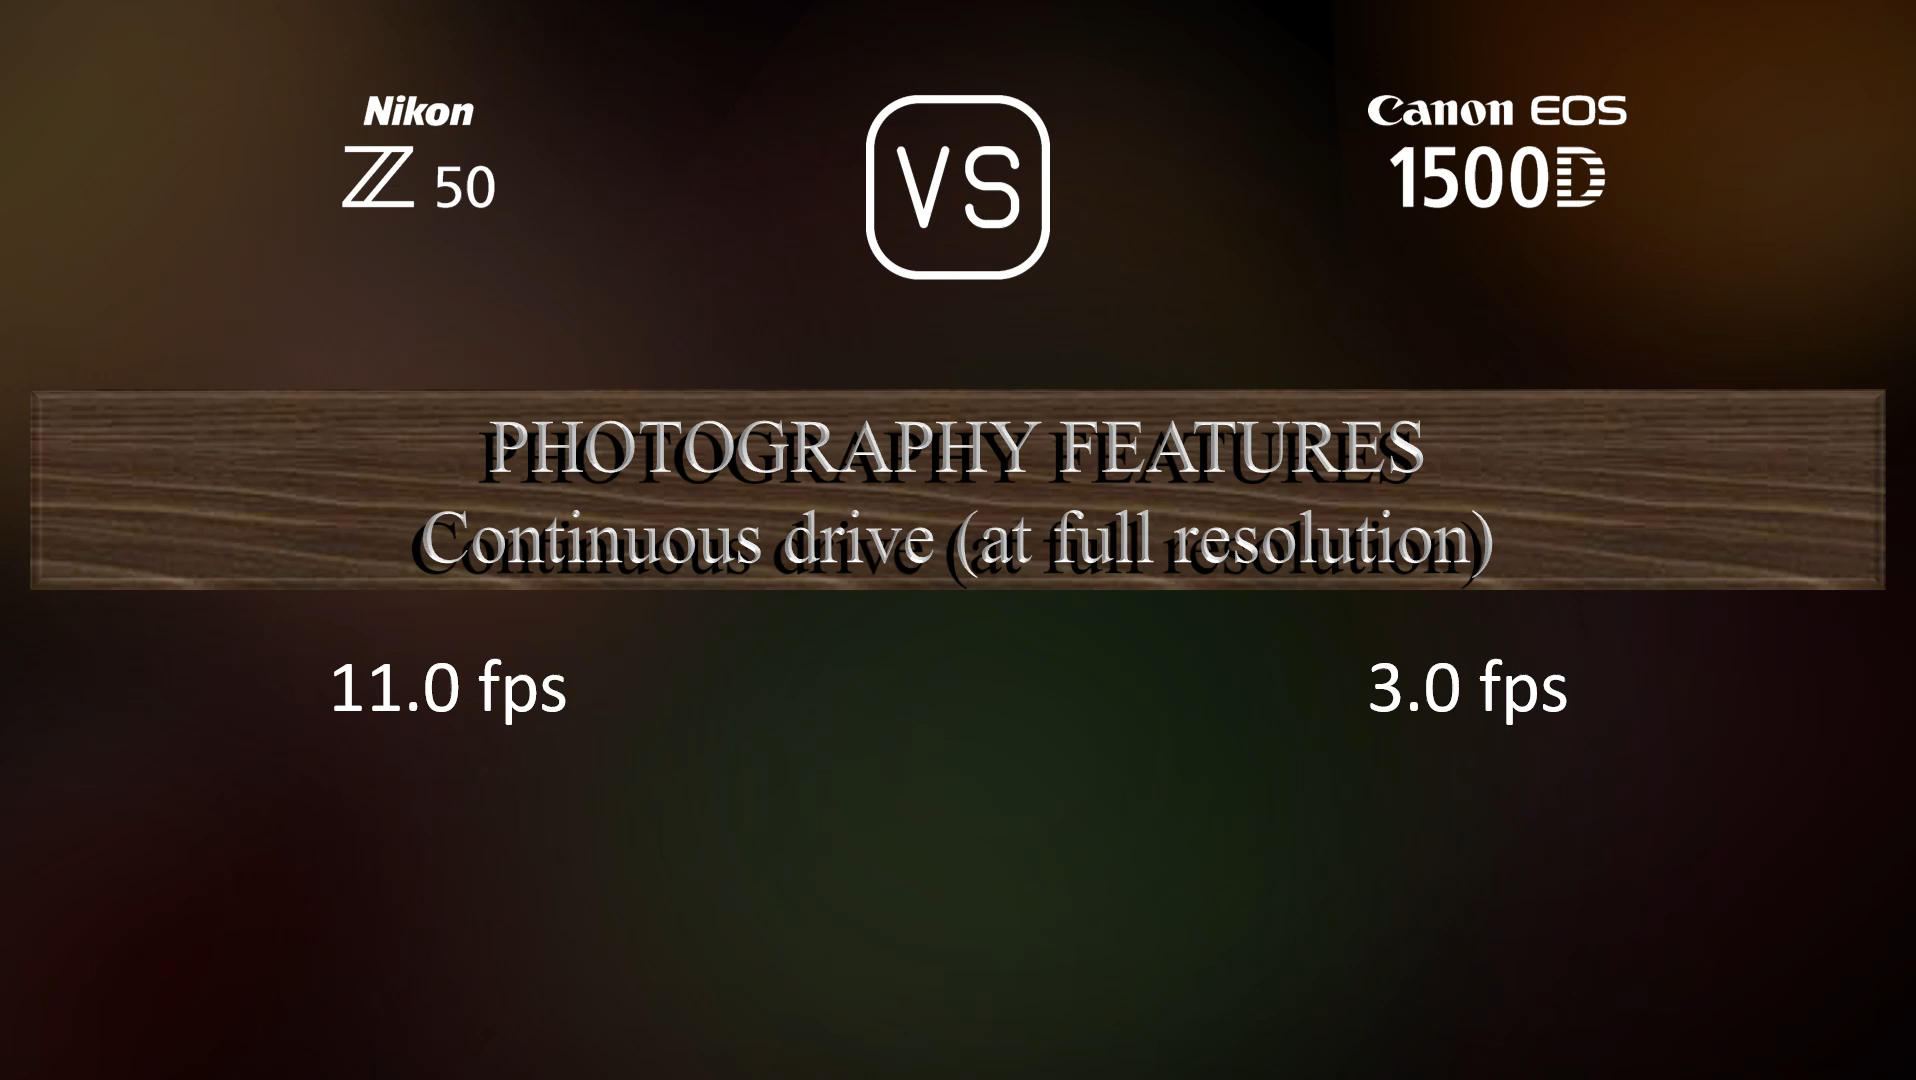 Nikon
Z 50
VS
Canon EOS
1500D
PHOTOGRAPHY FEATURES
Continuous drive (at full resolution)
11.0 fps
3.0 fps